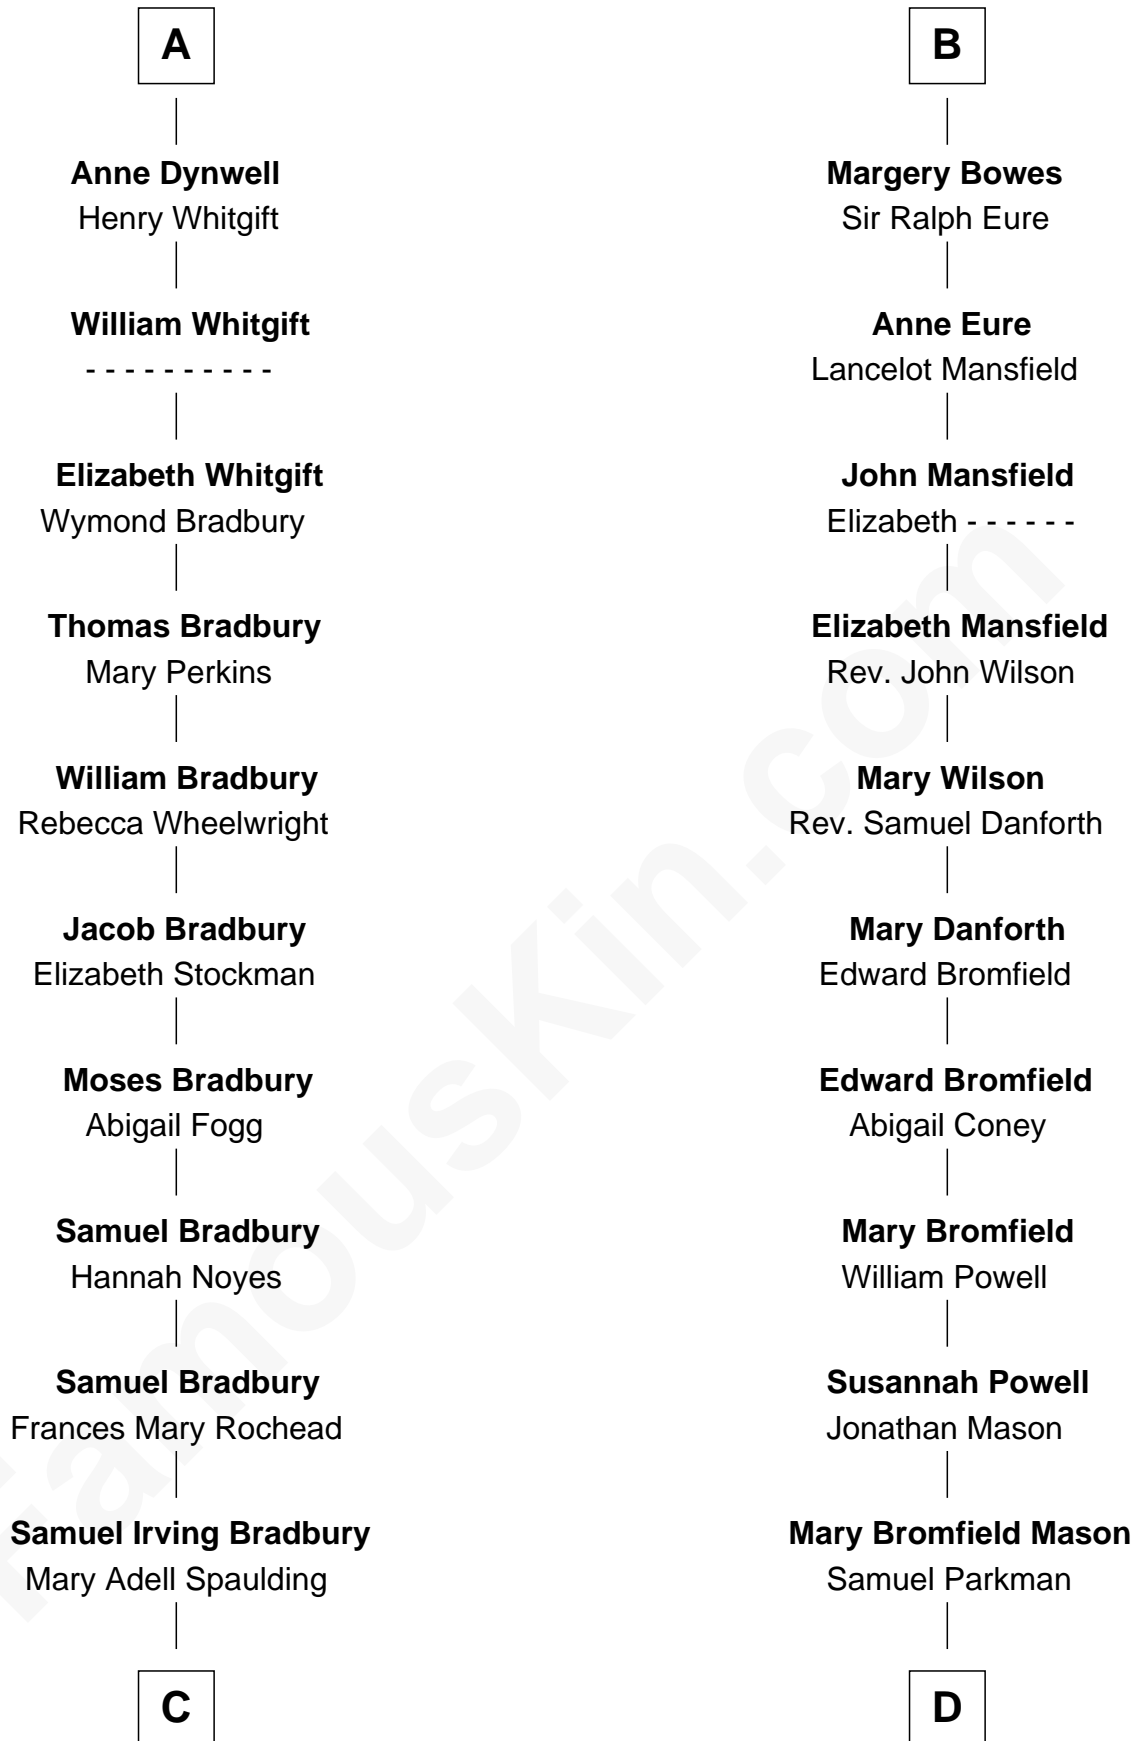 A
Anne Dynwell
Henry Whitgift
William Whitgift
- - - - - - - - - -
Elizabeth Whitgift
Wymond Bradbury
Thomas Bradbury
Mary Perkins
William Bradbury
Rebecca Wheelwright
Jacob Bradbury
Elizabeth Stockman
Moses Bradbury
Abigail Fogg
Samuel Bradbury
Hannah Noyes
Samuel Bradbury
Frances Mary Rochead
Samuel Irving Bradbury
Mary Adell Spaulding
C
B
Margery Bowes
Sir Ralph Eure
Anne Eure
Lancelot Mansfield
John Mansfield
Elizabeth - - - - - -
Elizabeth Mansfield
Rev. John Wilson
Mary Wilson
Rev. Samuel Danforth
Mary Danforth
Edward Bromfield
Edward Bromfield
Abigail Coney
Mary Bromfield
William Powell
Susannah Powell
Jonathan Mason
Mary Bromfield Mason
Samuel Parkman
D
FamousKin.com